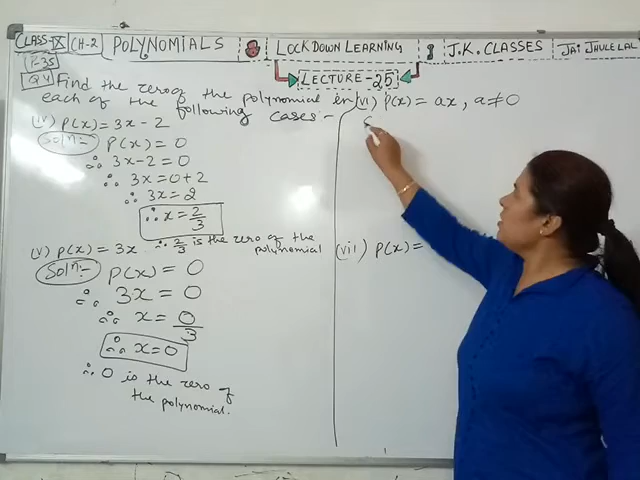 CLASS-IX CH-2 POLYNOMIALS LOCKDOWN LEARNING J.K. CLASSES JAI JHULELAL
P-35 LECTURE-25
Q4 Find the zero of the polynomial in
each of the following cases-
(iv) P(x) = 3x-2
Soln:- P(x) = 0
∴ 3x-2 = 0
∴ 3x = 0+2
∴ 3x = 2
∴ x = 2/3
∴ 2/3 is the zero of the
polynomial
(v) P(x) = 3x
Soln:- P(x) = 0
∴ 3x = 0
∴ x = 0/3
∴ x = 0
∴ 0 is the zero of
the polynomial.
(vi) P(x) = ax, a ≠ 0
(vii) P(x) =